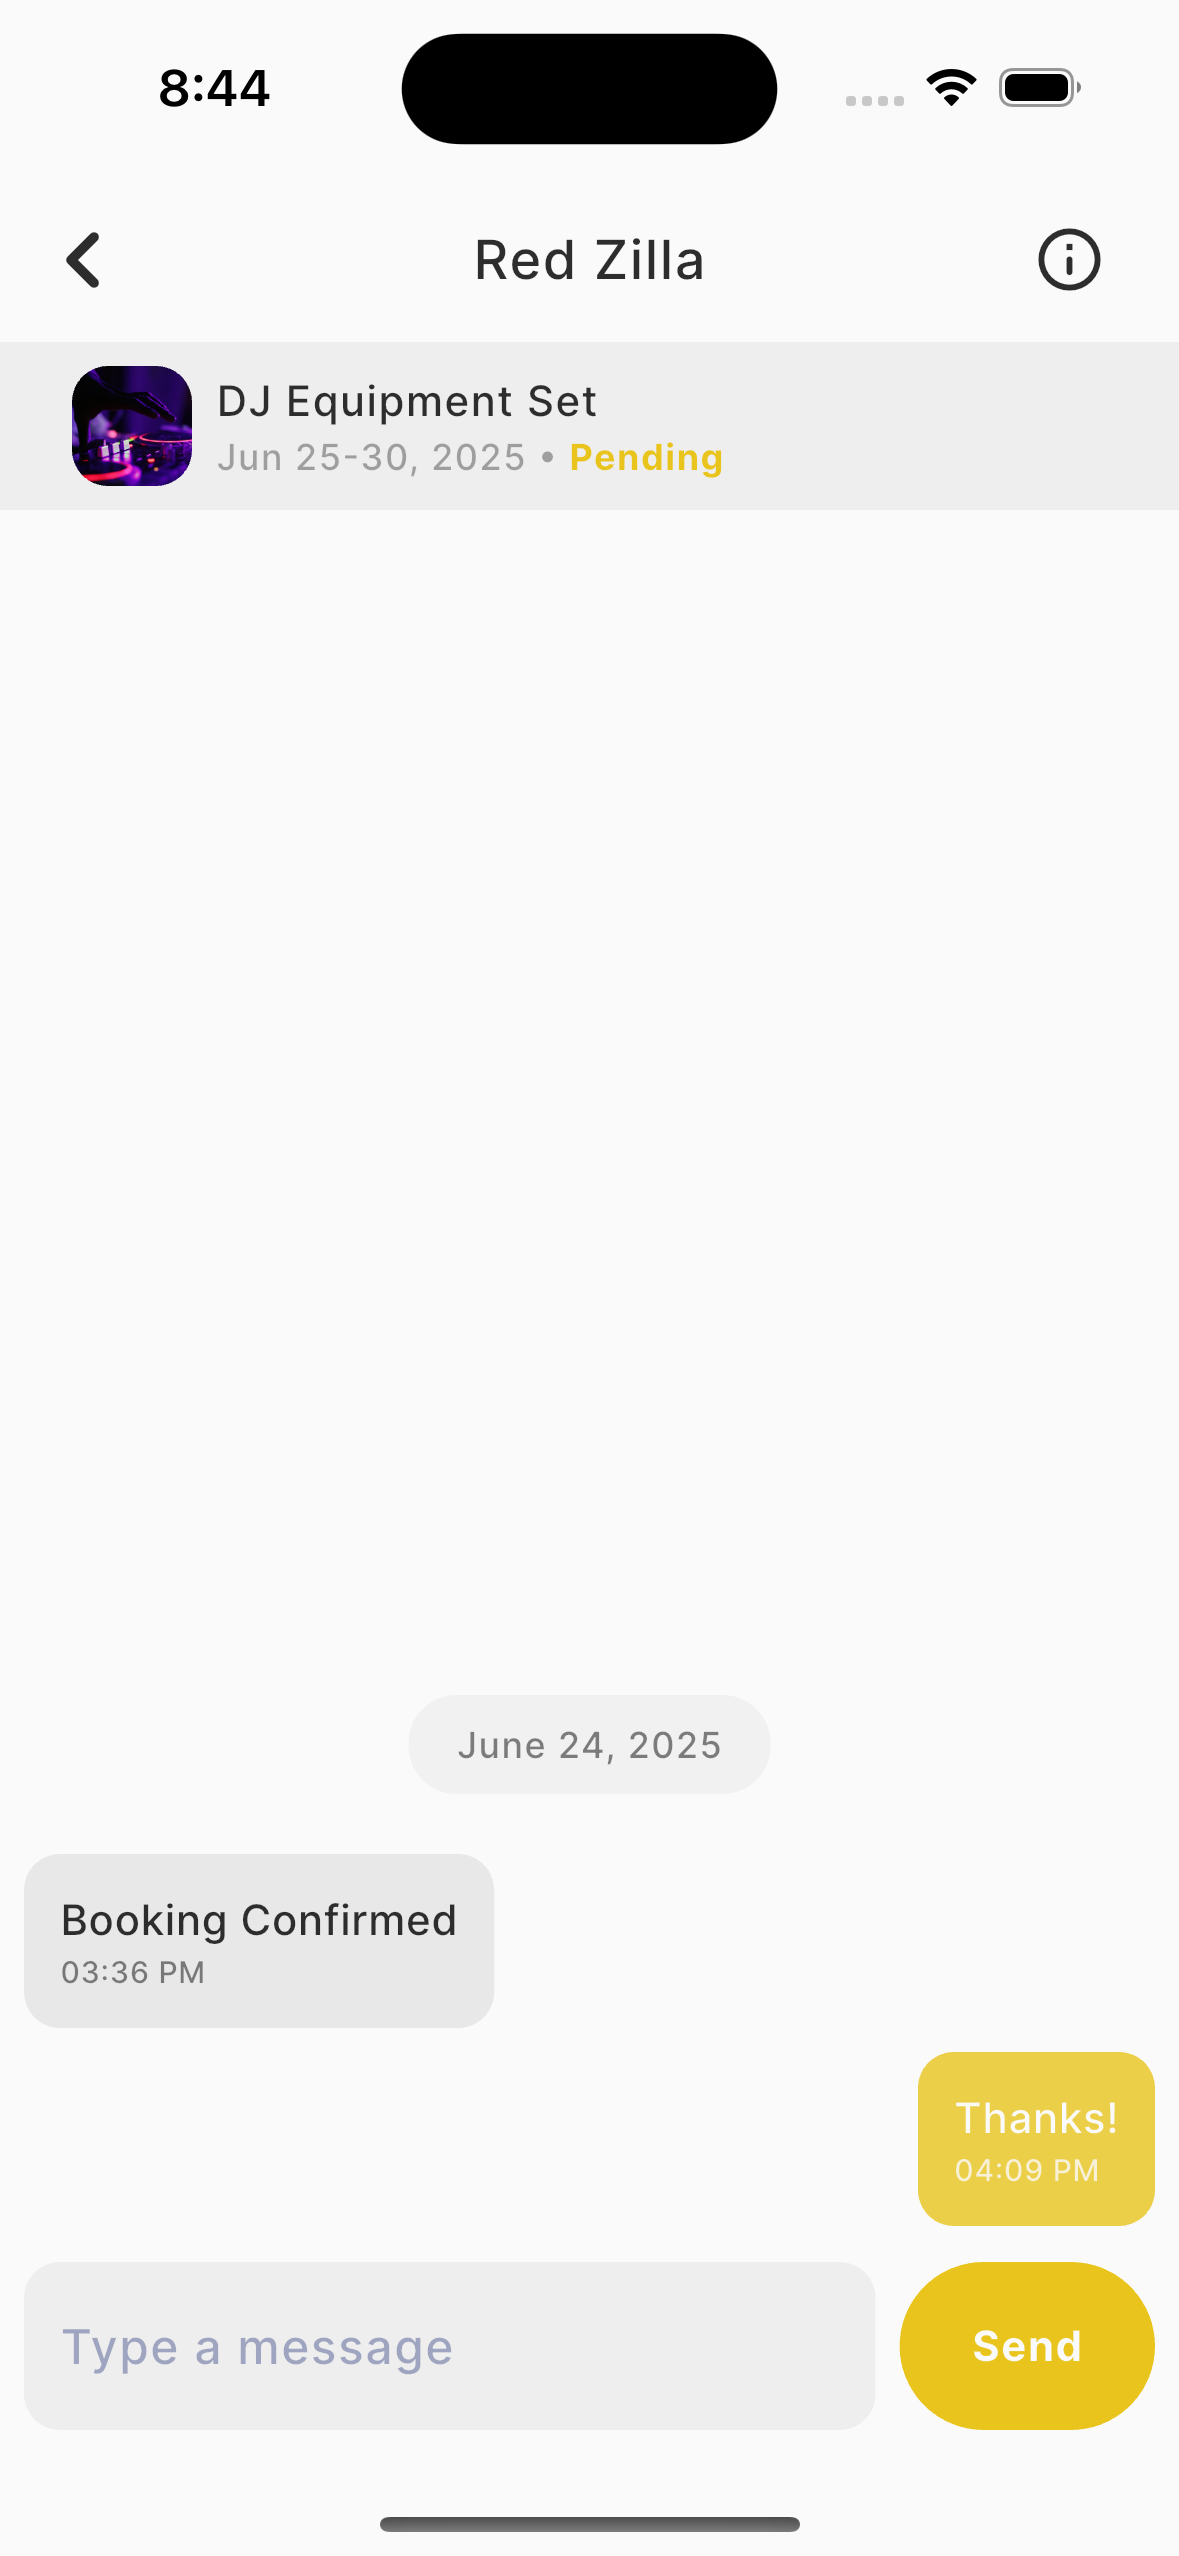 8:44
Red Zilla
DJ Equipment Set
Jun 25-30, 2025 • Pending
June 24, 2025
Booking Confirmed
03:36 PM
Thanks!
04:09 PM
Type a message
Send